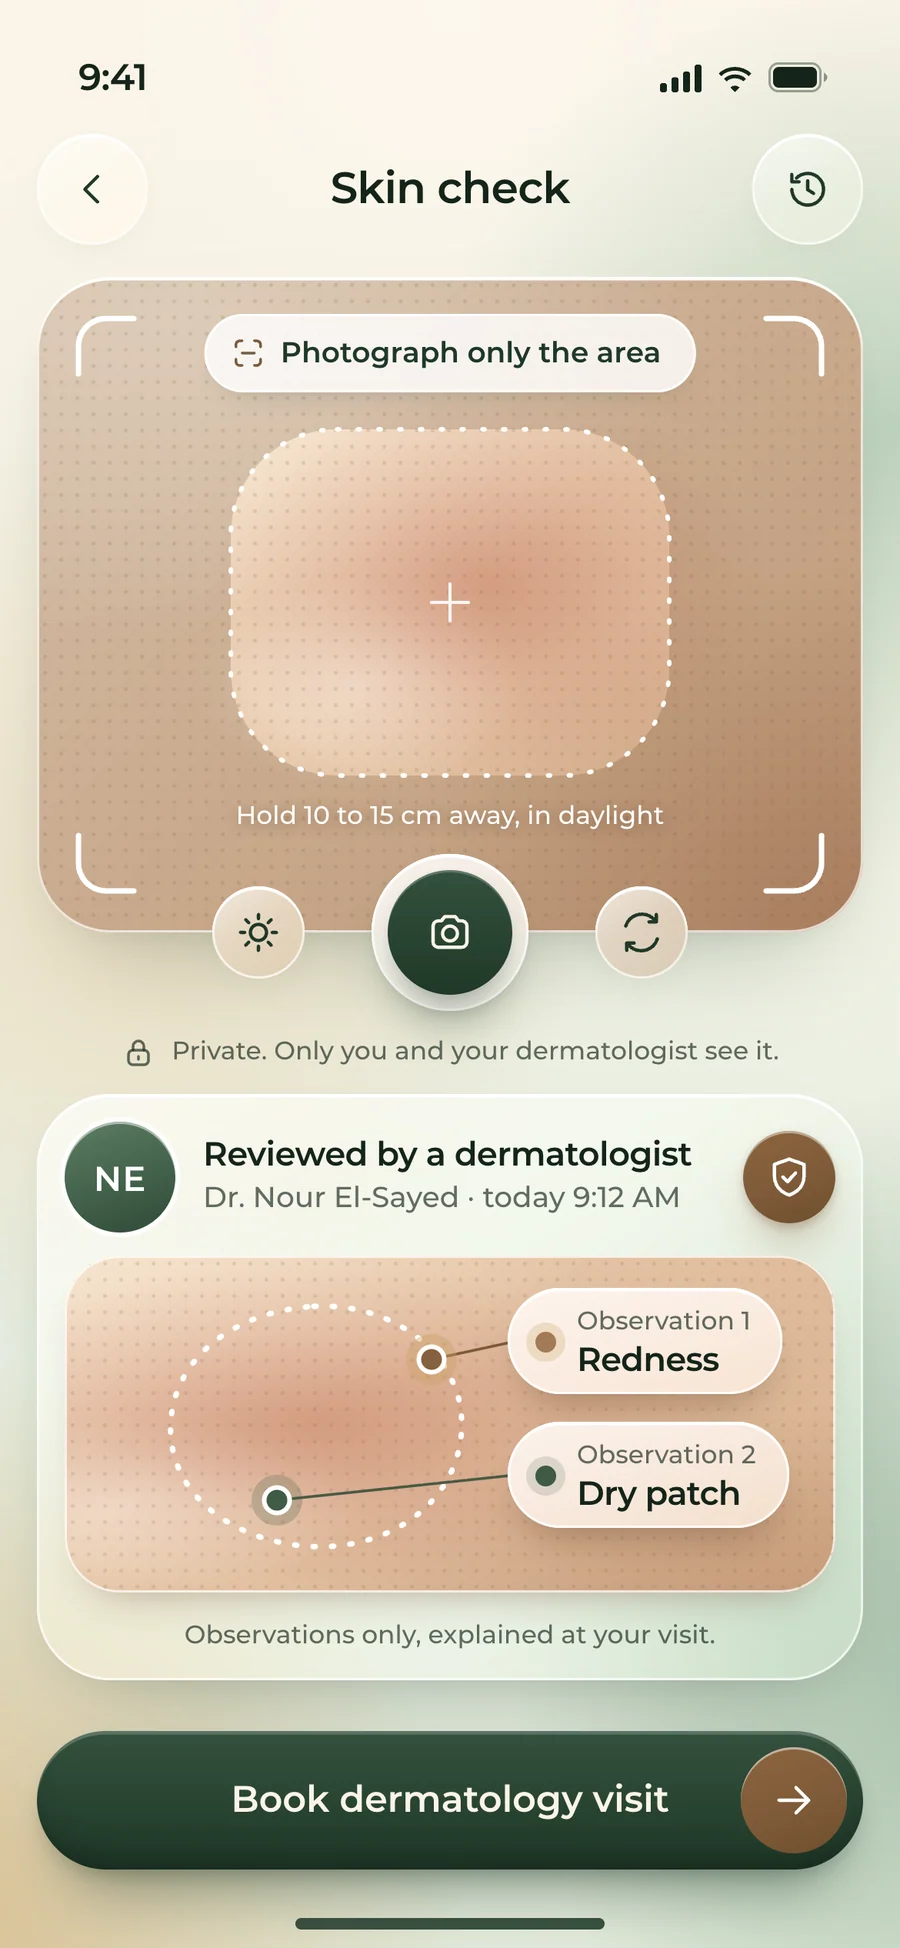 9:41
Skin check
Photograph only the area
Hold 10 to 15 cm away, in daylight
Private. Only you and your dermatologist see it.
NE
Reviewed by a dermatologist
Dr. Nour El-Sayed · today 9:12 AM
Observation 1
Redness
Observation 2
Dry patch
Observations only, explained at your visit.
Book dermatology visit